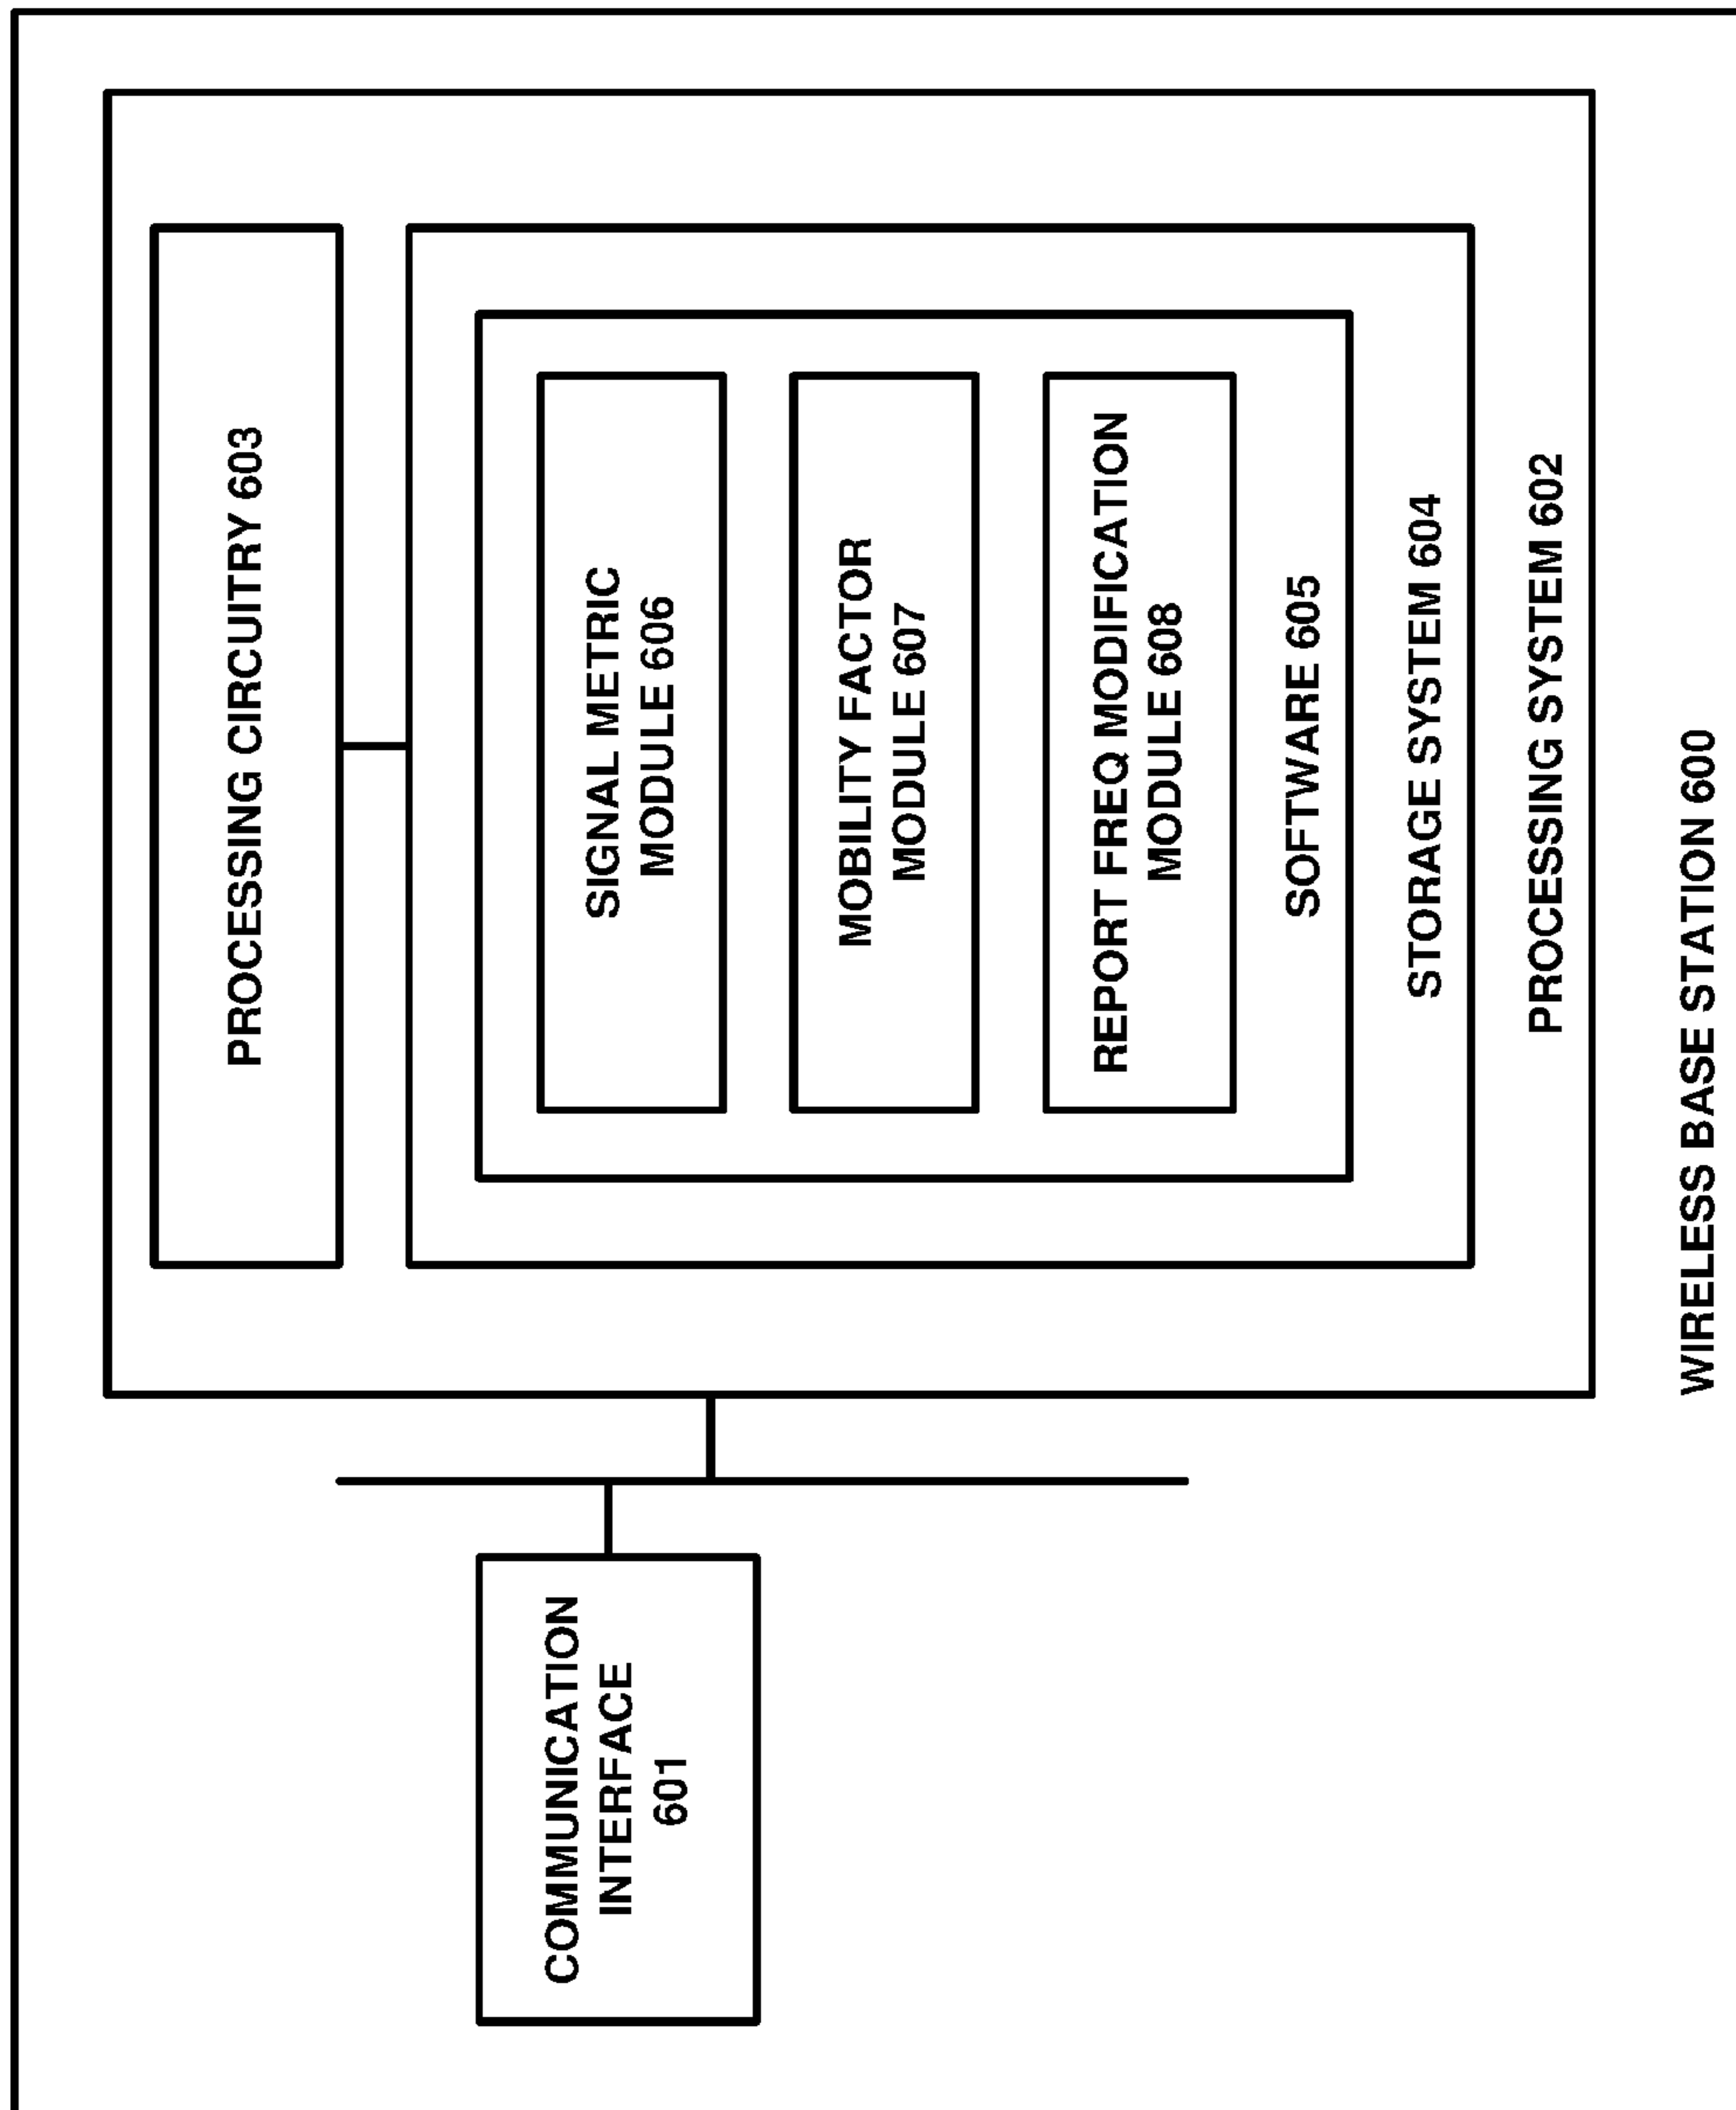 PROCESSING CIRCUITRY 603
SIGNAL METRIC
MODULE 606
MOBILITY FACTOR
MODULE 607
REPORT FREQ MODIFICATION
MODULE 608
SOFTWARE 605
STORAGE SYSTEM 604
PROCESSING SYSTEM 602
COMMUNICATION
INTERFACE
601
WIRELESS BASE STATION 600